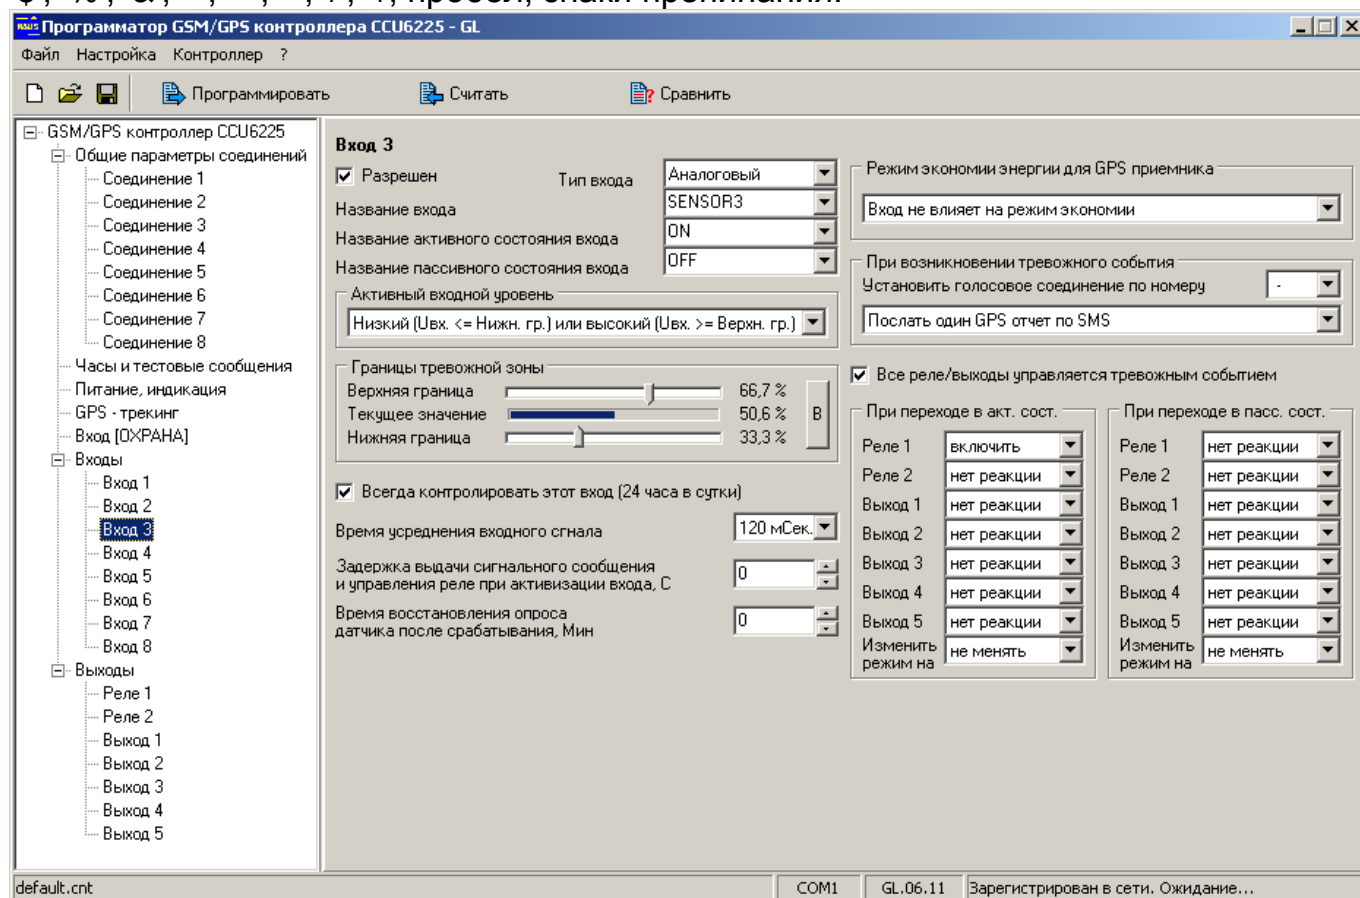 пробел, знаки препинания.
Программатор GSM/GPS контроллера CCU6225 - GL
Файл Настройка Контроллер ?
Программировать Считать Сравнить
GSM/GPS контроллер CCU6225
Общие параметры соединений
Соединение 1
Соединение 2
Соединение 3
Соединение 4
Соединение 5
Соединение 6
Соединение 7
Соединение 8
Часы и тестовые сообщения
Питание, индикация
GPS - трекинг
Вход [ОХРАНА]
Входы
Вход 1
Вход 2
Вход 3
Вход 4
Вход 5
Вход 6
Вход 7
Вход 8
Выходы
Реле 1
Реле 2
Выход 1
Выход 2
Выход 3
Выход 4
Выход 5
Вход 3
Разрешен Тип входа Аналоговый
Название входа SENSOR3
Название активного состояния входа ON
Название пассивного состояния входа OFF
Активный входной уровень
Низкий (Uвх. <= Нижн. гр.) или высокий (Uвх. >= Верхн. гр.)
Границы тревожной зоны
Верхняя граница 66,7 %
Текущее значение 50,6 % В
Нижняя граница 33,3 %
Всегда контролировать этот вход (24 часа в сутки)
Время усреднения входного сгнала 120 мСек.
Задержка выдачи сигнального сообщения
и управления реле при активизации входа, С 0
Время восстановления опроса
датчика после срабатывания, Мин 0
Режим экономии энергии для GPS приемника
Вход не влияет на режим экономии
При возникновении тревожного события
Установить голосовое соединение по номеру -
Послать один GPS отчет по SMS
Все реле/выходы управляется тревожным событием
При переходе в акт. сост.
Реле 1 включить
Реле 2 нет реакции
Выход 1 нет реакции
Выход 2 нет реакции
Выход 3 нет реакции
Выход 4 нет реакции
Выход 5 нет реакции
Изменить
режим на не менять
При переходе в пасс. сост.
Реле 1 нет реакции
Реле 2 нет реакции
Выход 1 нет реакции
Выход 2 нет реакции
Выход 3 нет реакции
Выход 4 нет реакции
Выход 5 нет реакции
Изменить
режим на не менять
default.cnt COM1 GL.06.11 Зарегистрирован в сети. Ожидание...